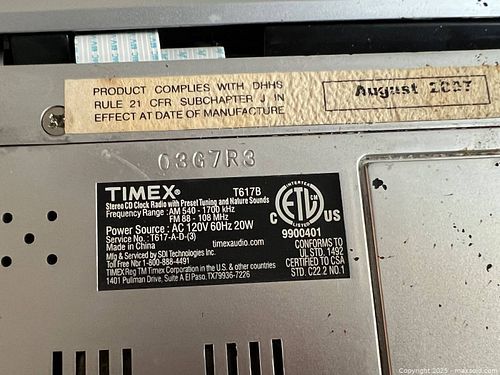 PRODUCT COMPLIES WITH DHHS
RULE 21 CFR SUBCHAPTER J, IN
EFFECT AT DATE OF MANUFACTURE
August 2007
03G7R3
TIMEX® T617B
Stereo CD Clock Radio with Preset Tuning and Nature Sounds
Frequency Range : AM 540 - 1700 kHz
FM 88 - 108 MHz
Power Source : AC 120V 60Hz 20W
Service No. : T617-A-D-(3)
Made in China timexaudio.com
Mfg & Serviced by SDI Technologies Inc.
Toll Free Nbr 1-800-888-4491
TIMEX Reg TM Timex Corporation in the U.S. & other countries
1401 Pullman Drive, Suite A El Paso, TX79936-7226
INTERTEK
C ETL CM US
9900401
CONFORMS TO
UL STD. 1492
CERTIFIED TO CSA
STD. C22.2 NO.1
Copyright 2025 - maxsold.com